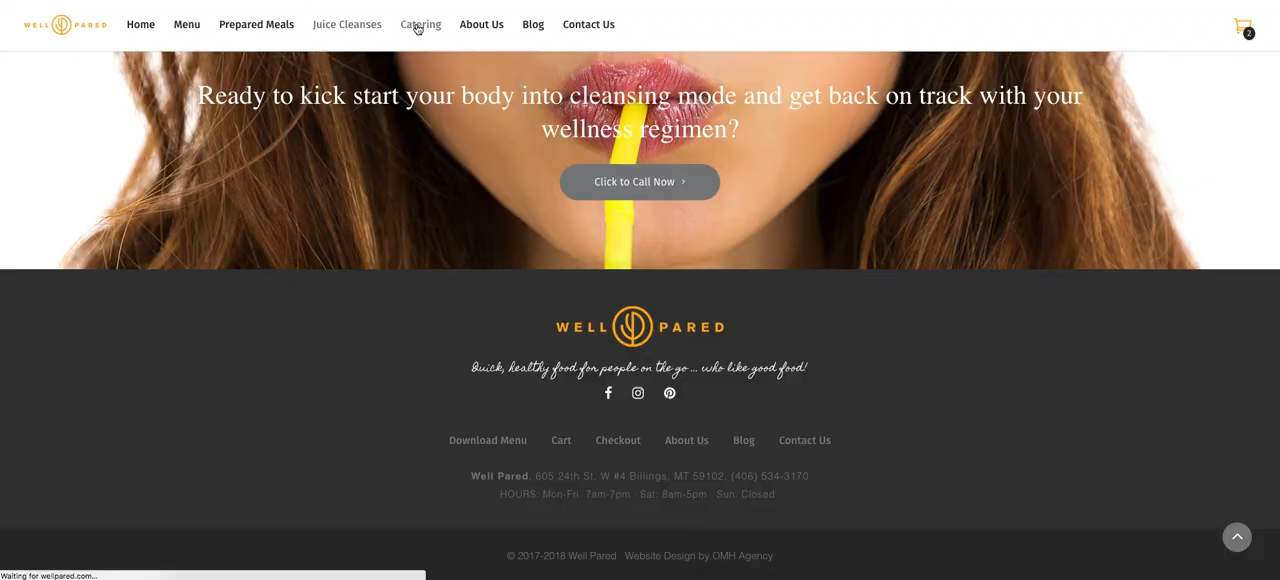 WELL PARED Home Menu Prepared Meals Juice Cleanses Catering About Us Blog Contact Us 2
Ready to kick start your body into cleansing mode and get back on track with your
wellness regimen?
Click to Call Now ›
WELL PARED
Quick, healthy food for people on the go ... who like good food!
Download Menu Cart Checkout About Us Blog Contact Us
Well Pared. 605 24th St. W #4 Billings, MT 59102. (406) 534-3170
HOURS: Mon-Fri: 7am-7pm · Sat: 8am-5pm · Sun: Closed
© 2017-2018 Well Pared Website Design by OMH Agency
Waiting for wellpared.com...